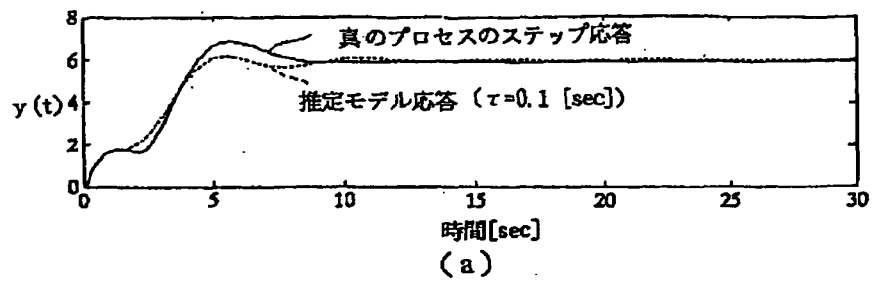 8
真のプロセスのステップ応答
6
y(t) 4
推定モデル応答 (τ=0.1 [sec])
2
0
0 5 10 15 20 25 30
時間[sec]
(a)